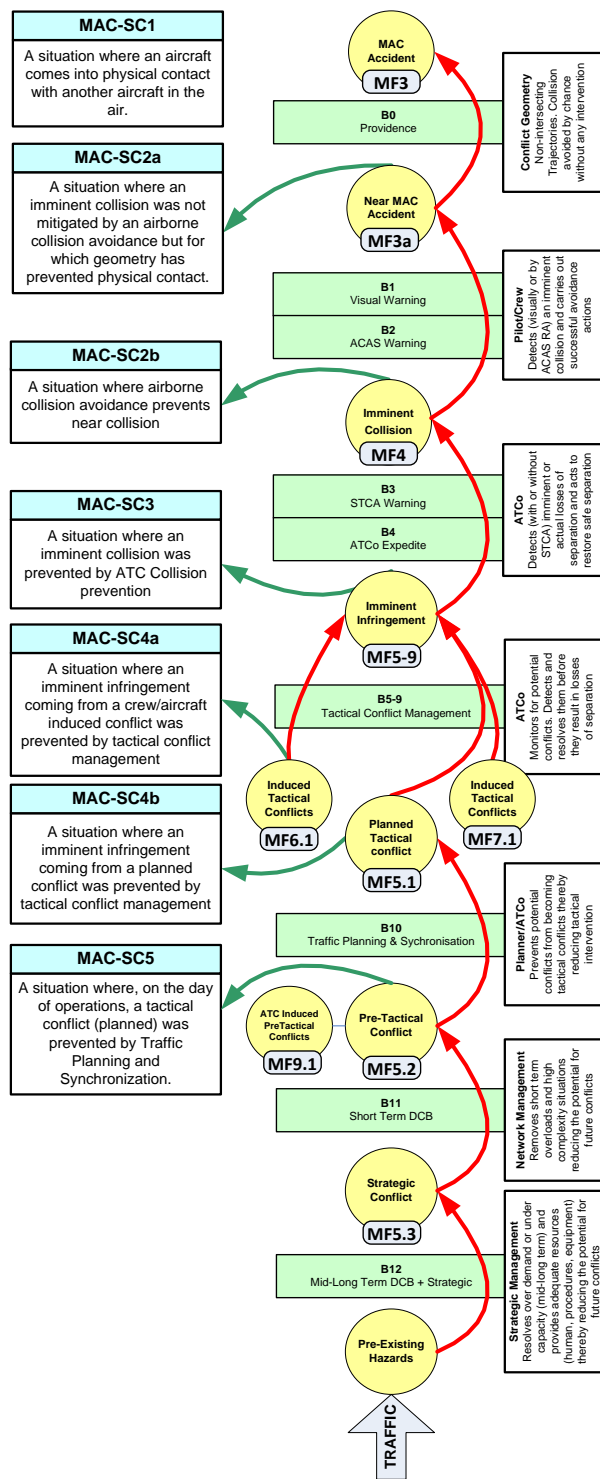 MAC-SC1
A situation where an aircraft
comes into physical contact
with another aircraft in the
air.
MAC-SC2a
A situation where an
imminent collision was not
mitigated by an airborne
collision avoidance but for
which geometry has
prevented physical contact.
MAC-SC2b
A situation where airborne
collision avoidance prevents
near collision
MAC-SC3
A situation where an
imminent collision was
prevented by ATC Collision
prevention
MAC-SC4a
A situation where an
imminent infringement
coming from a crew/aircraft
induced conflict was
prevented by tactical conflict
management
MAC-SC4b
A situation where an
imminent infringement
coming from a planned
conflict was prevented by
tactical conflict management
MAC-SC5
A situation where, on the day
of operations, a tactical
conflict (planned) was
prevented by Traffic
Planning and
Synchronization.
MAC
Accident
MF3
B0
Providence
Near MAC
Accident
MF3a
B1
Visual Warning
B2
ACAS Warning
Imminent
Collision
MF4
B3
STCA Warning
B4
ATCo Expedite
Imminent
Infringement
MF5-9
B5-9
Tactical Conflict Management
Induced
Tactical
Conflicts
MF6.1
Planned
Tactical
conflict
MF5.1
Induced
Tactical
Conflicts
MF7.1
B10
Traffic Planning & Sychronisation
ATC Induced
PreTactical
Conflicts
MF9.1
Pre-Tactical
Conflict
MF5.2
B11
Short Term DCB
Strategic
Conflict
MF5.3
B12
Mid-Long Term DCB + Strategic
Pre-Existing
Hazards
TRAFFIC
Conflict Geometry
Non-intersecting
Trajectories. Collision
avoided by chance
without any intervention
Pilot/Crew
Detects (visually or by
ACAS RA) an imminent
collision and carries out
successful avoidance
actions
ATCo
Detects (with or without
STCA) imminent or
actual losses of
separation and acts to
restore safe separation
ATCo
Monitors for potential
conflicts. Detects and
resolves them before
they result in losses
of separation
Planner/ATCo
Prevents potential
conflicts from becoming
tactical conflicts thereby
reducing tactical
intervention
Network Management
Removes short term
overloads and high
complexity situations
reducing the potential for
future conflicts
Strategic Management
Resolves over demand or under
capacity (mid-long term) and
provides adequate resources
(human, procedures, equipment)
thereby reducing the potential for
future conflicts